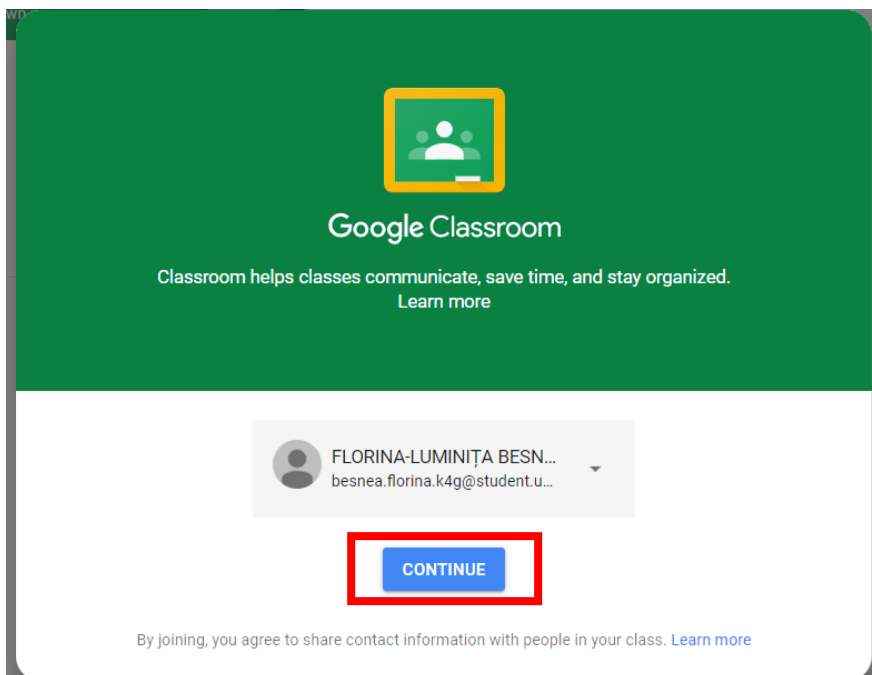 Google Classroom
Classroom helps classes communicate, save time, and stay organized.
Learn more
FLORINA-LUMINIȚA BESN...
besnea.florina.k4g@student.u...
CONTINUE
By joining, you agree to share contact information with people in your class. Learn more